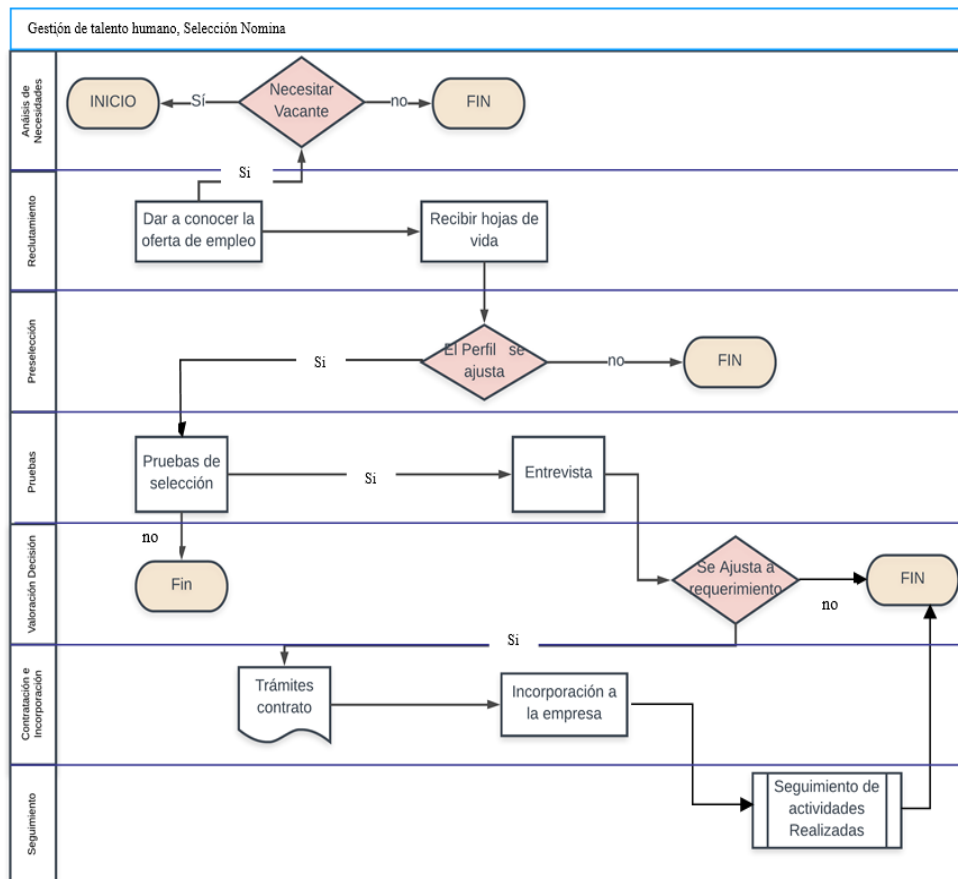 Gestión de talento humano, Selección Nomina
Anáisis de
Necesidades
INICIO
Sí
Necesitar
Vacante
no
FIN
Si
Reclutamiento
Dar a conocer la
oferta de empleo
Recibir hojas de
vida
Preselección
Si
El Perfil se
ajusta
no
FIN
Pruebas
Pruebas de
selección
Si
Entrevista
no
Valoración Decisión
Fin
Se Ajusta a
requerimiento
no
FIN
Si
Contratación e
Incorporación
Trámites
contrato
Incorporación a
la empresa
Seguimiento
Seguimiento de
actividades
Realizadas